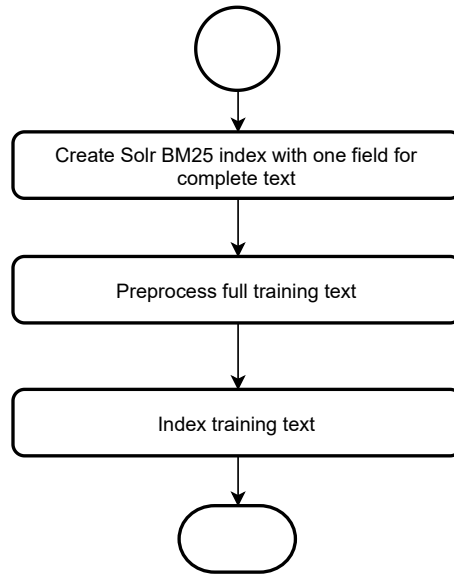 Create Solr BM25 index with one field for
complete text
Preprocess full training text
Index training text